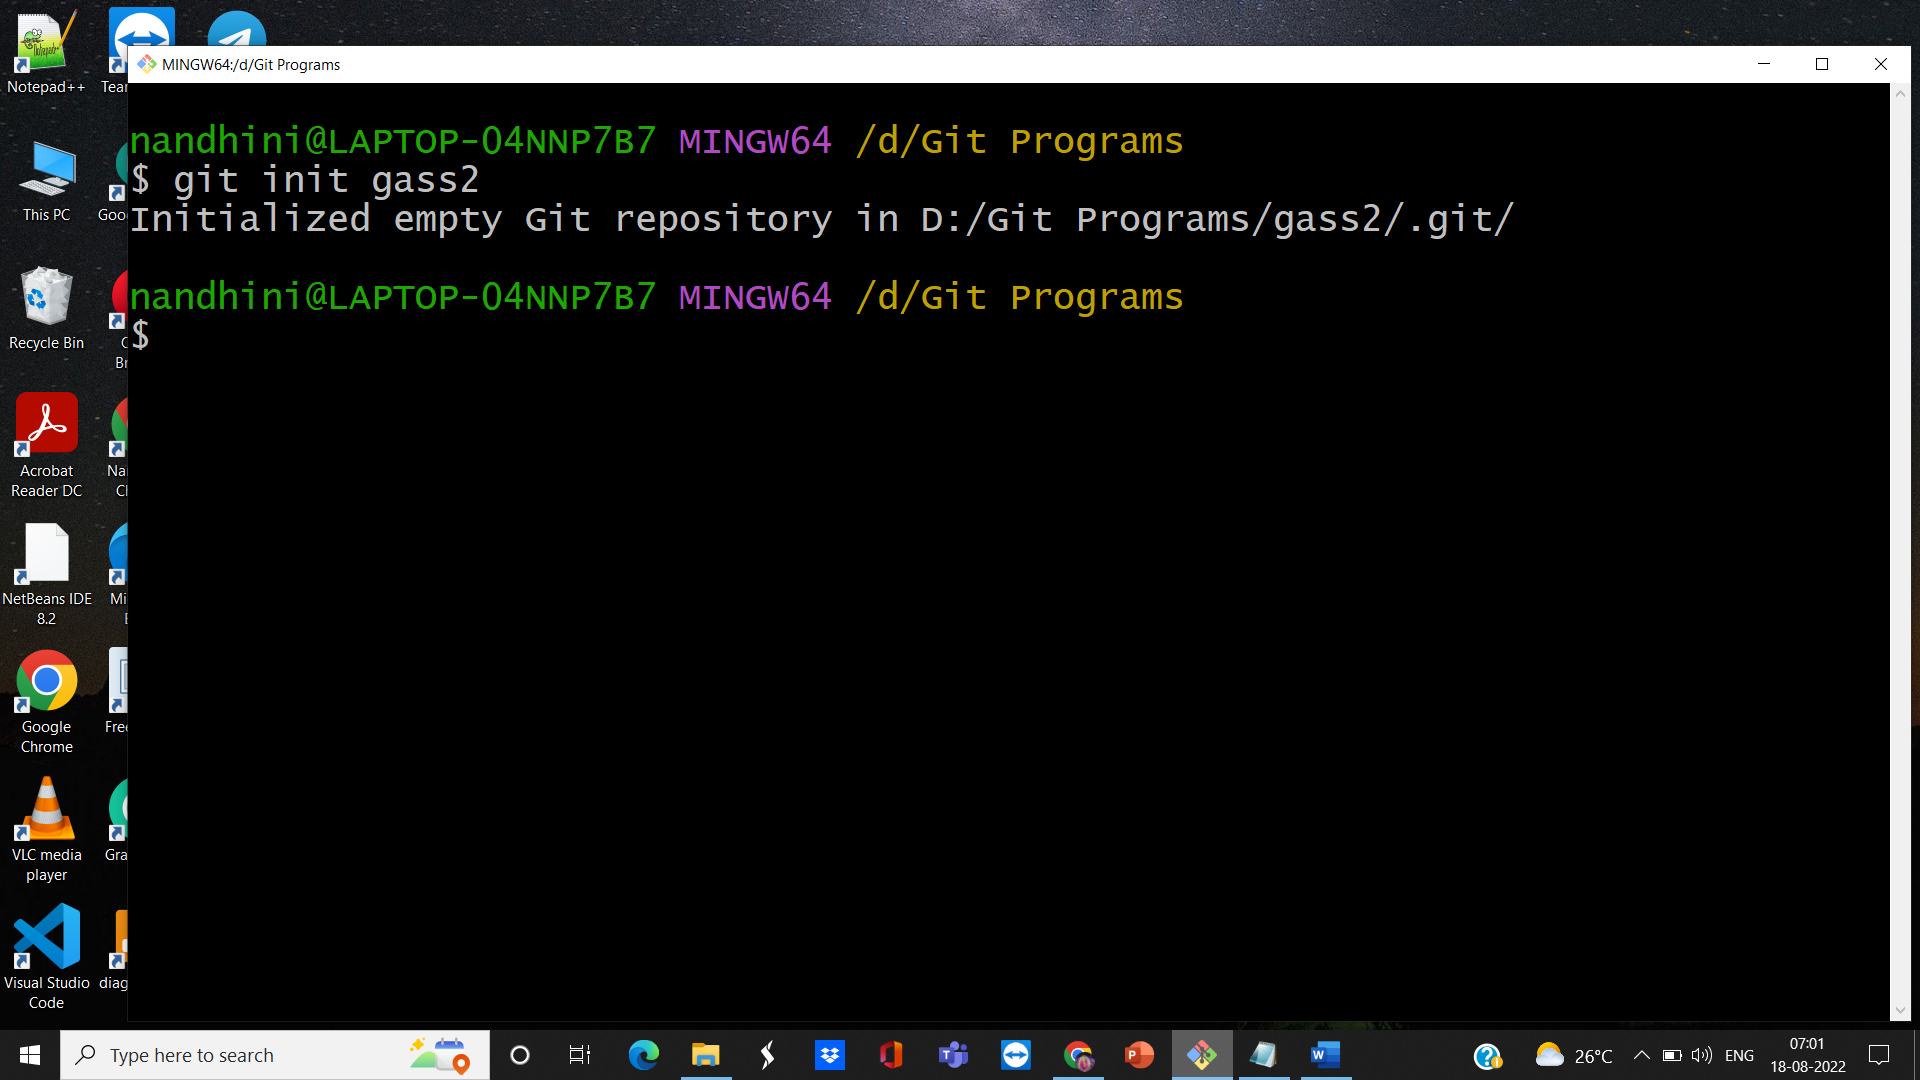 MINGW64:/d/Git Programs
nandhini@LAPTOP-04NNP7B7 MINGW64 /d/Git Programs
$ git init gass2
Initialized empty Git repository in D:/Git Programs/gass2/.git/
nandhini@LAPTOP-04NNP7B7 MINGW64 /d/Git Programs
$
Notepad++
This PC
Recycle Bin
Acrobat
Reader DC
NetBeans IDE
8.2
Google
Chrome
VLC media
player
Visual Studio
Code
Type here to search
26°C
ENG
07:01
18-08-2022